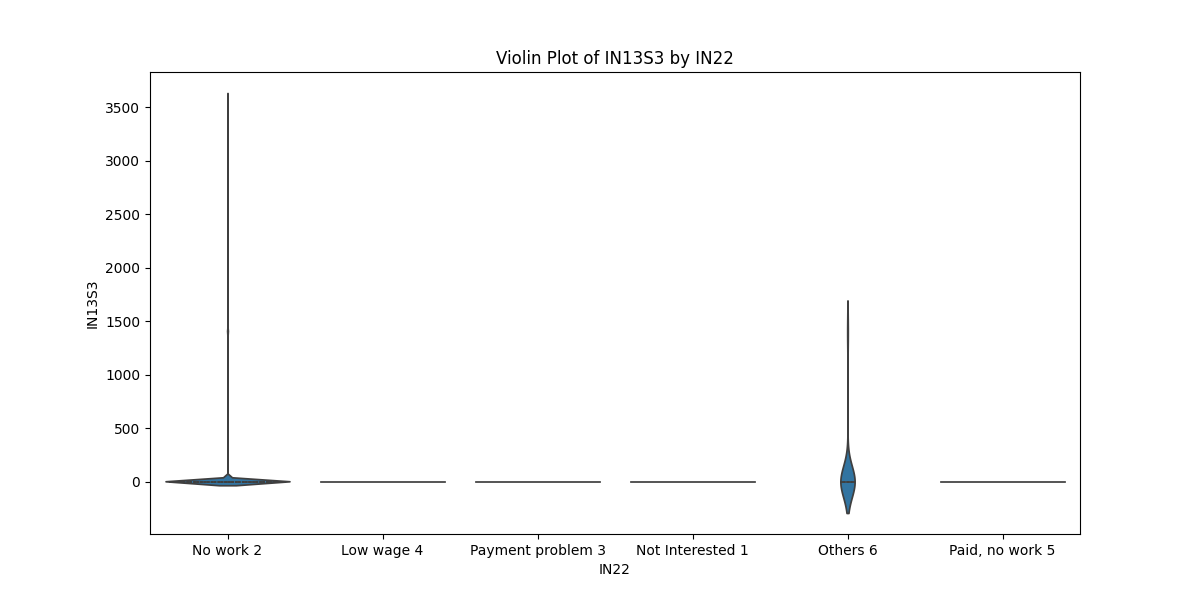 Violin Plot of IN13S3 by IN22
IN13S3
3500
3000
2500
2000
1500
1000
500
0
No work 2 Low wage 4 Payment problem 3 Not Interested 1 Others 6 Paid, no work 5
IN22